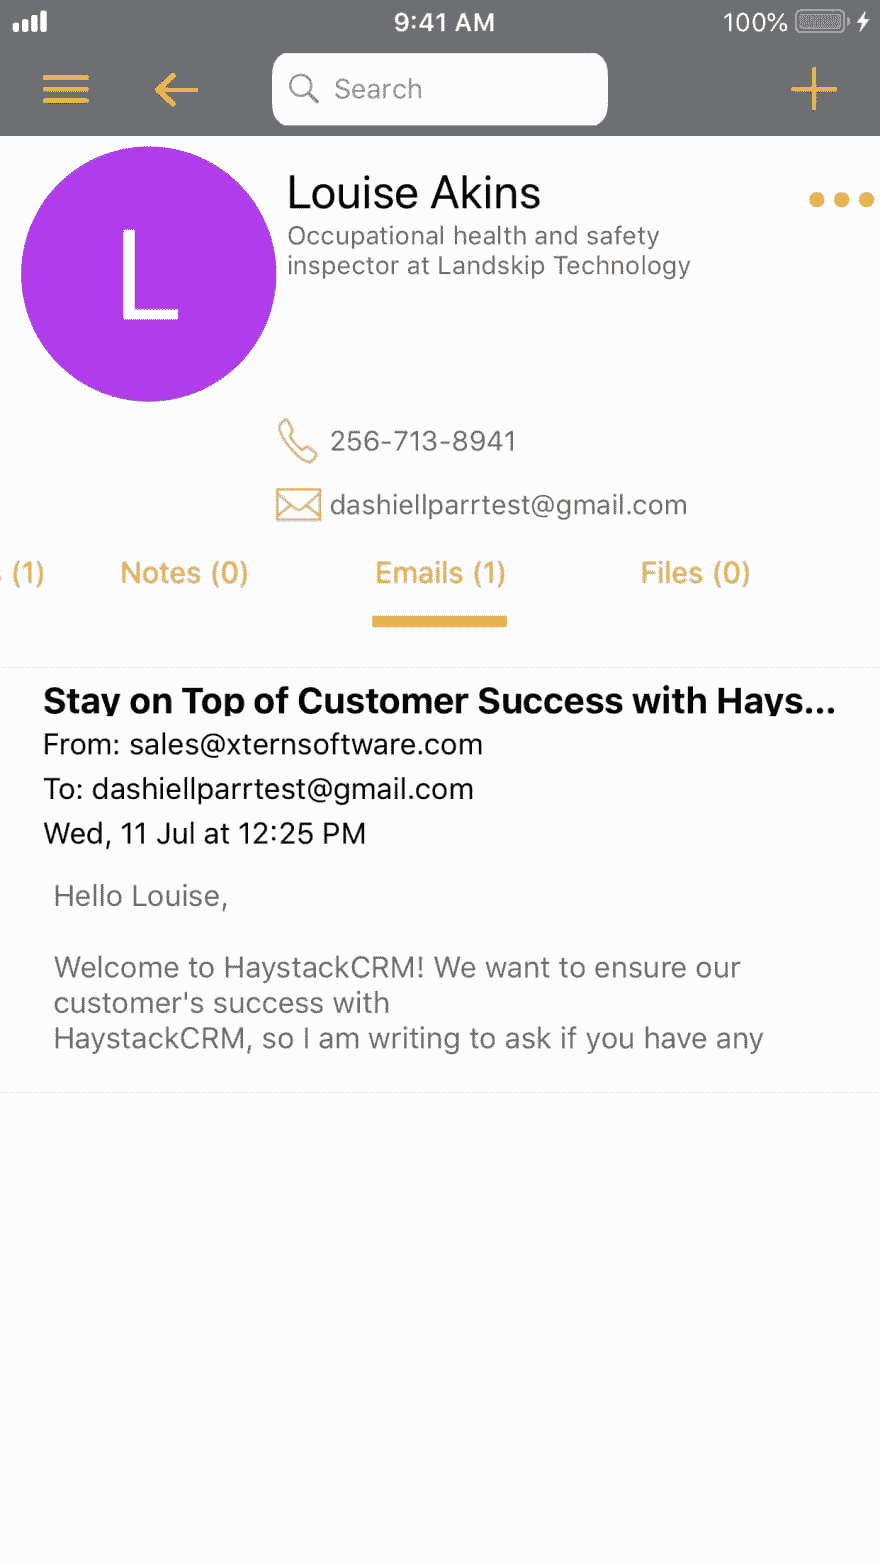 9:41 AM
100%
Search
L
Louise Akins
Occupational health and safety
inspector at Landskip Technology
256-713-8941
dashiellparrtest@gmail.com
s (1) Notes (0) Emails (1) Files (0)
Stay on Top of Customer Success with Hays...
From: sales@xternsoftware.com
To: dashiellparrtest@gmail.com
Wed, 11 Jul at 12:25 PM
Hello Louise,
Welcome to HaystackCRM! We want to ensure our
customer's success with
HaystackCRM, so I am writing to ask if you have any